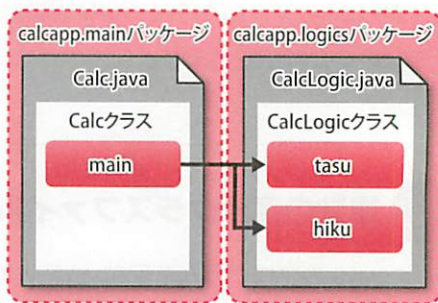 calcapp.mainパッケージ
Calc.java
Calcクラス
main
calcapp.logicsパッケージ
CalcLogic.java
CalcLogicクラス
tasu
hiku